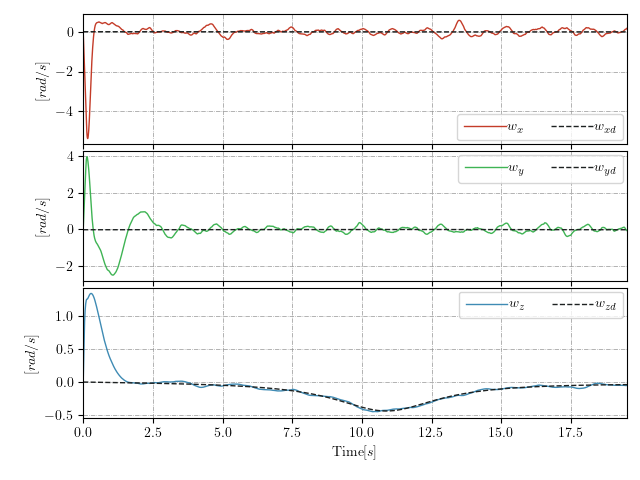 0
−2
−4
[rad/s]
w_x w_xd
4
2
0
−2
[rad/s]
w_y w_yd
1.0
0.5
0.0
−0.5
[rad/s]
w_z w_zd
0.0 2.5 5.0 7.5 10.0 12.5 15.0 17.5
Time[s]